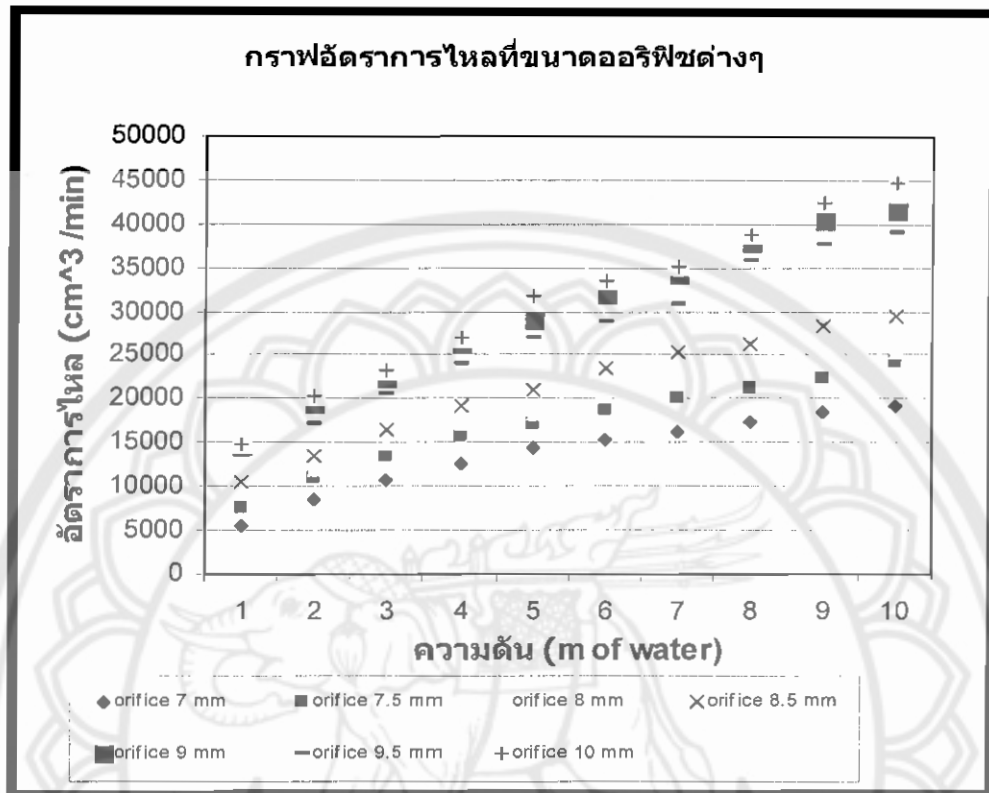 กราฟอัตราการไหลที่ขนาดออริฟิชต่างๆ
50000
45000
40000
35000
30000
25000
20000
15000
10000
5000
0
อัตราการไหล (cm^3 /min)
1 2 3 4 5 6 7 8 9 10
ความดัน (m of water)
orifice 7 mm orifice 7.5 mm orifice 8 mm orifice 8.5 mm
orifice 9 mm orifice 9.5 mm orifice 10 mm